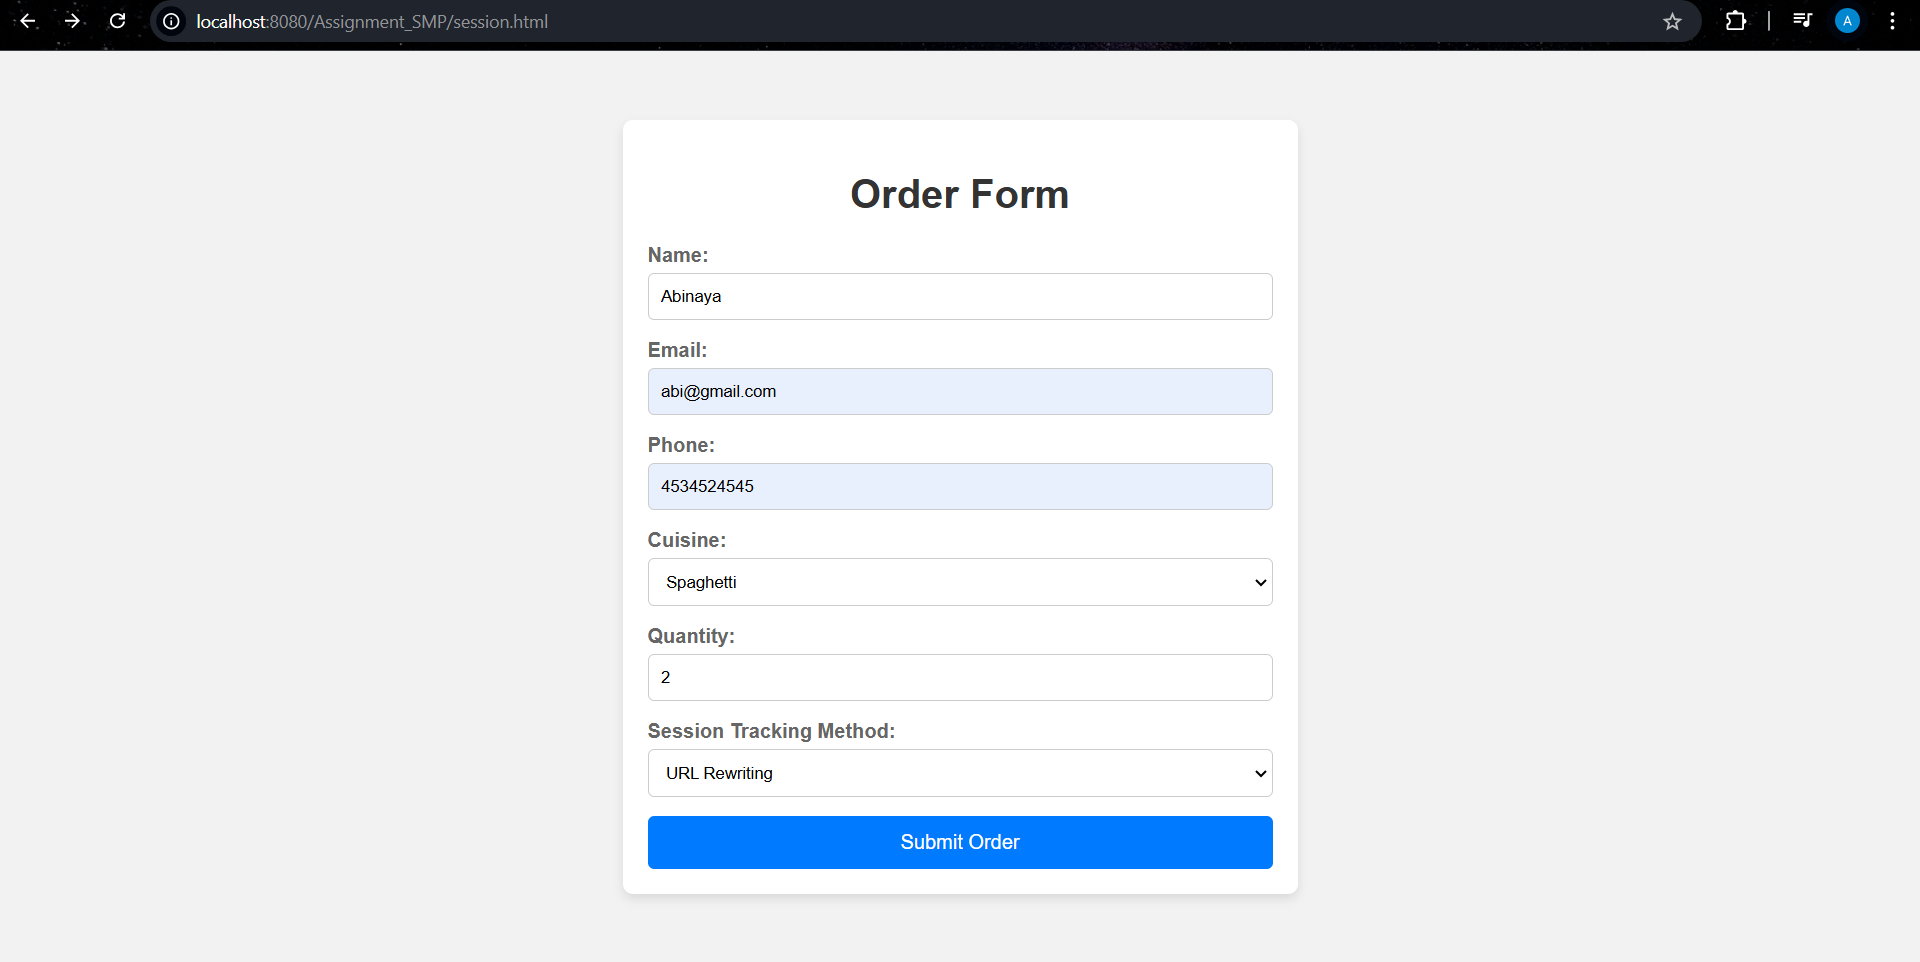 localhost:8080/Assignment_SMP/session.html
A
Order Form
Name:
Abinaya
Email:
abi@gmail.com
Phone:
4534524545
Cuisine:
Spaghetti
Quantity:
2
Session Tracking Method:
URL Rewriting
Submit Order